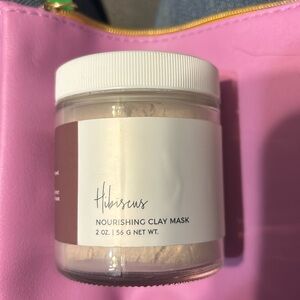 Hibiscus
NOURISHING CLAY MASK
2 OZ. | 56 G NET WT.